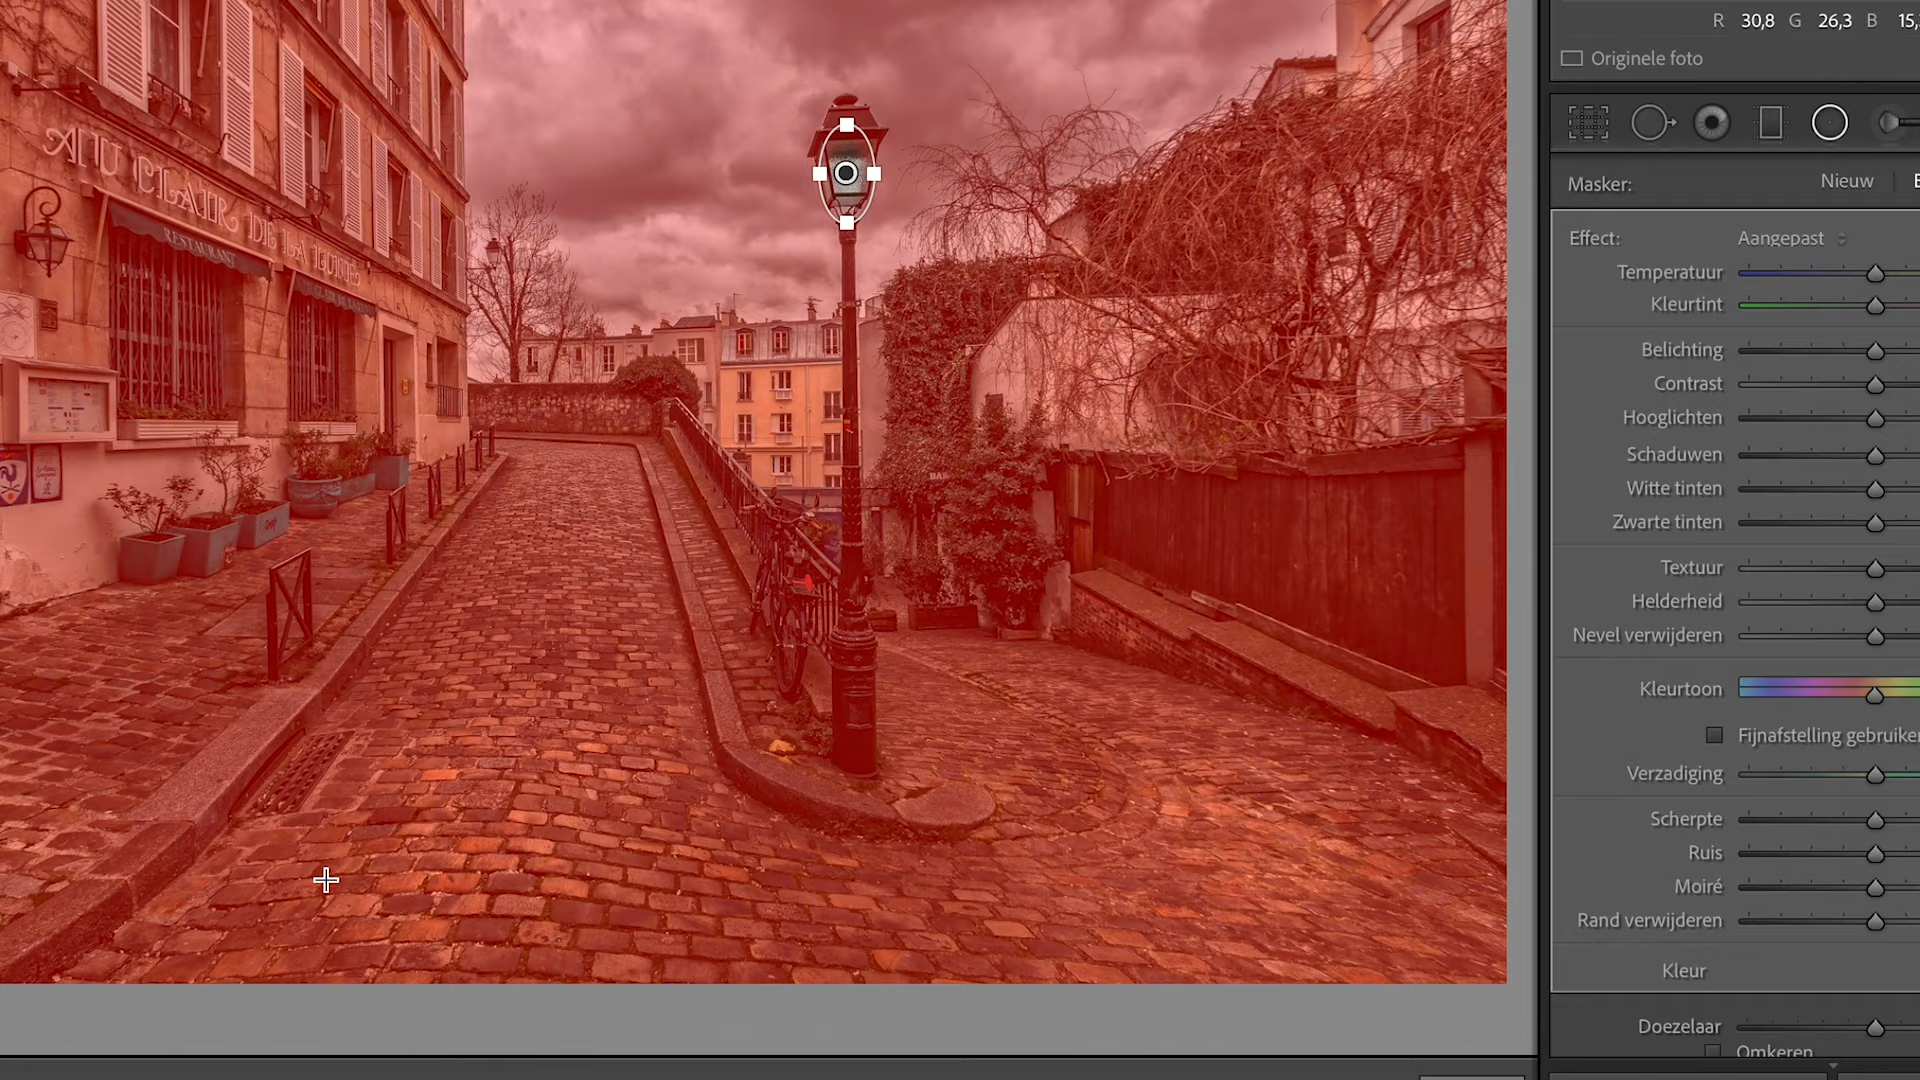 R 30,8 G 26,3 B 15,
Originele foto
Masker: Nieuw
Effect: Aangepast
Temperatuur
Kleurtint
Belichting
Contrast
Hooglichten
Schaduwen
Witte tinten
Zwarte tinten
Textuur
Helderheid
Nevel verwijderen
Kleurtoon
Fijnafstelling gebruiken
Verzadiging
Scherpte
Ruis
Moiré
Rand verwijderen
Kleur
Doezelaar
Omkeren
AU CLAIR DE LA LUNE
RESTAURANT
BAR